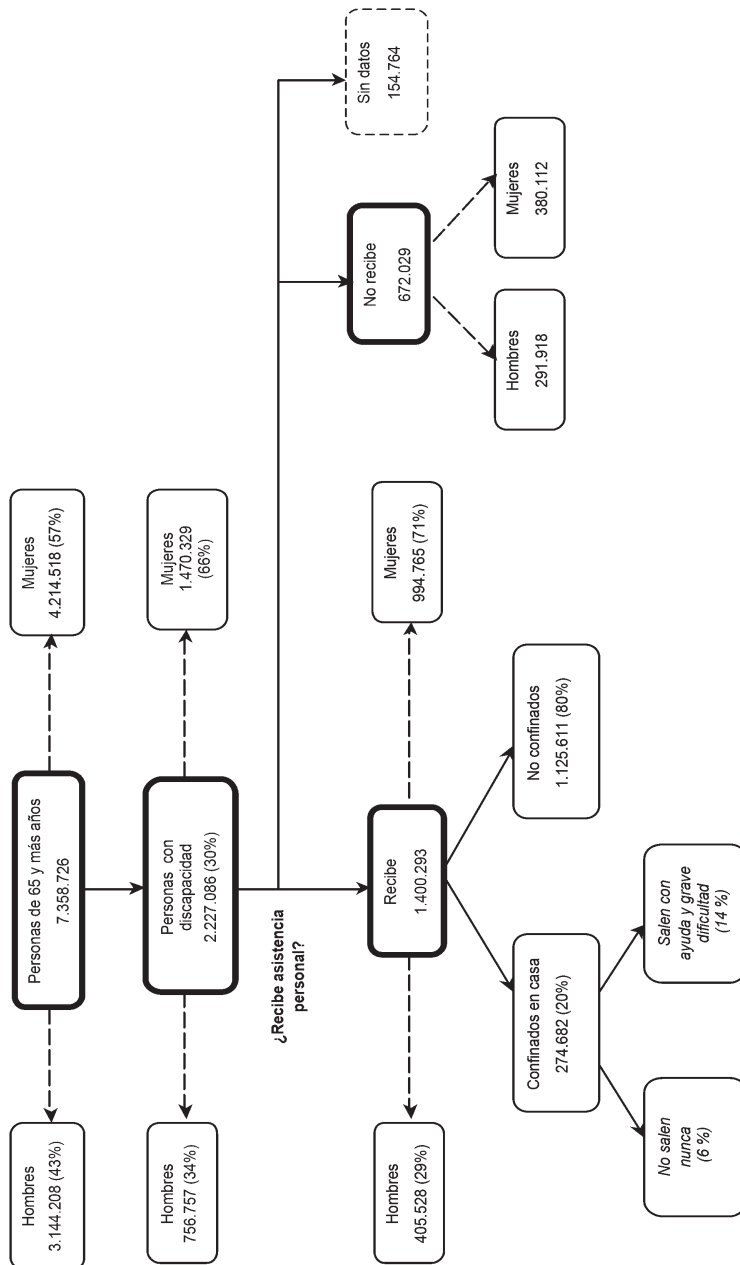 Hombres
3.144.208 (43%)
Personas de 65 y más años
7.358.726
Mujeres
4.214.518 (57%)
Hombres
756.757 (34%)
Personas con
discapacidad
2.227.086 (30%)
Mujeres
1.470.329
(66%)
¿Recibe asistencia
personal?
Hombres
405.528 (29%)
Recibe
1.400.293
Mujeres
994.765 (71%)
No recibe
672.029
Sin datos
154.764
Confinados en casa
274.682 (20%)
No confinados
1.125.611 (80%)
Hombres
291.918
Mujeres
380.112
No salen
nunca
(6 %)
Salen con
ayuda y grave
dificultad
(14 %)